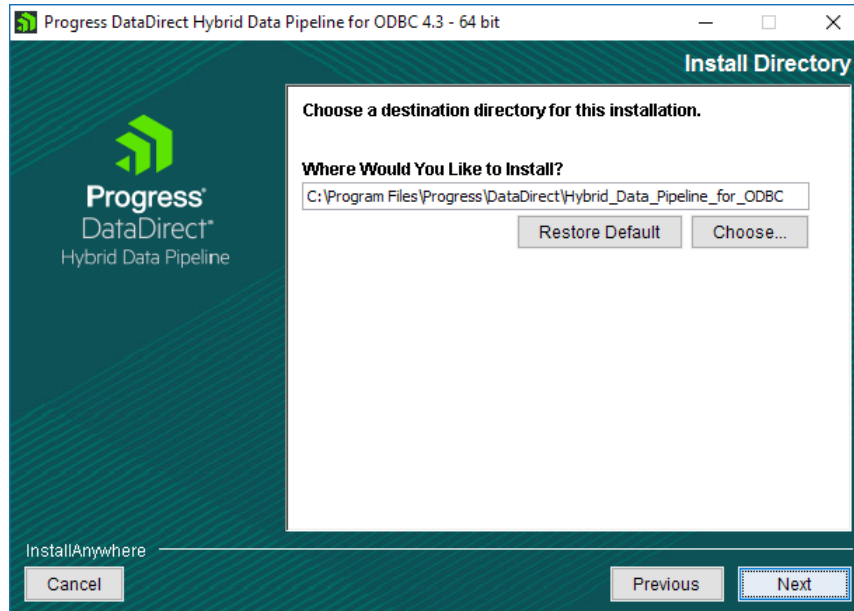 Progress DataDirect Hybrid Data Pipeline for ODBC 4.3 - 64 bit
Install Directory
Progress®
DataDirect®
Hybrid Data Pipeline
Choose a destination directory for this installation.
Where Would You Like to Install?
C:\Program Files\Progress\DataDirect\Hybrid_Data_Pipeline_for_ODBC
Restore Default
Choose...
InstallAnywhere
Cancel
Previous
Next